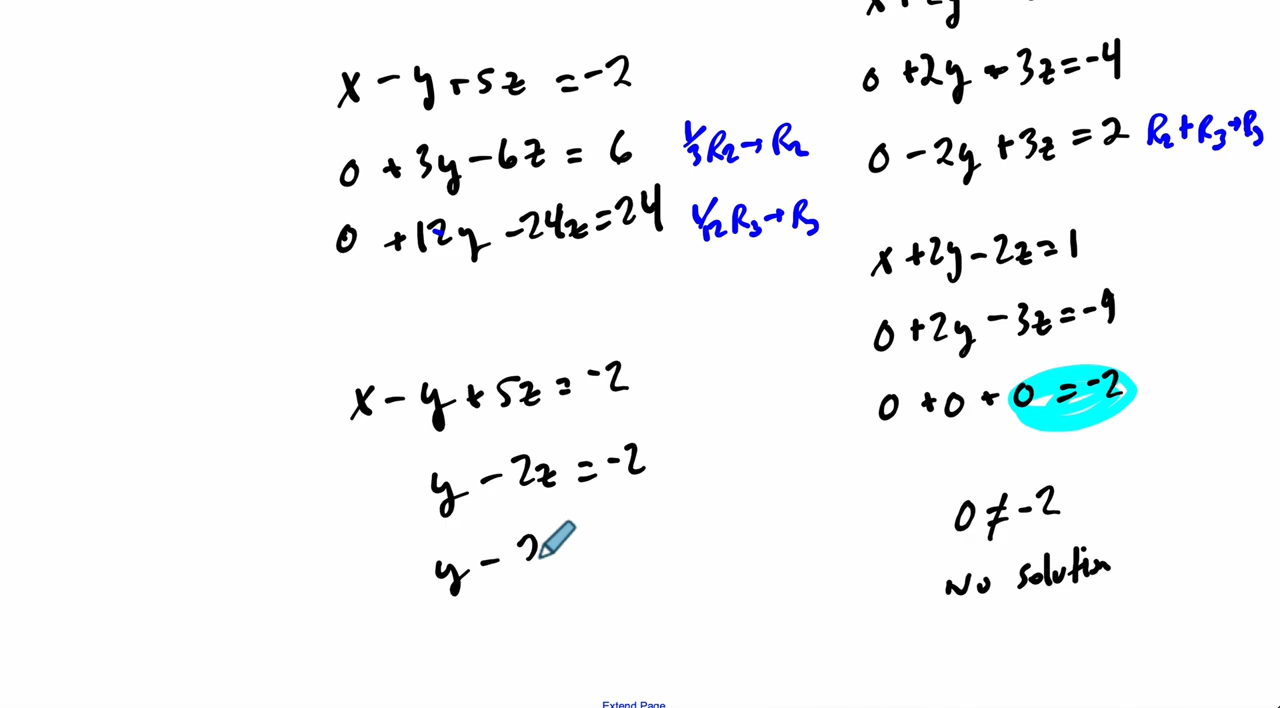 x - y + 5z = -2
0 + 3y - 6z = 6 1/3 R2 → R2
0 + 12y - 24z = 24 1/12 R3 → R3
x - y + 5z = -2
y - 2z = -2
y - 2
0 + 2y - 3z = -4
0 - 2y + 3z = 2 R2 + R3 → R3
x + 2y - 2z = 1
0 + 2y - 3z = -4
0 + 0 + 0 = -2
0 ≠ -2
No solution
Extend Page